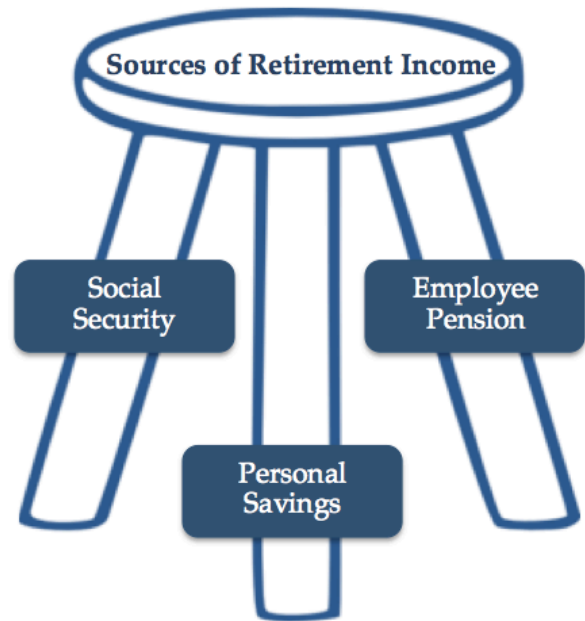 Sources of Retirement Income
Social
Security
Employee
Pension
Personal
Savings